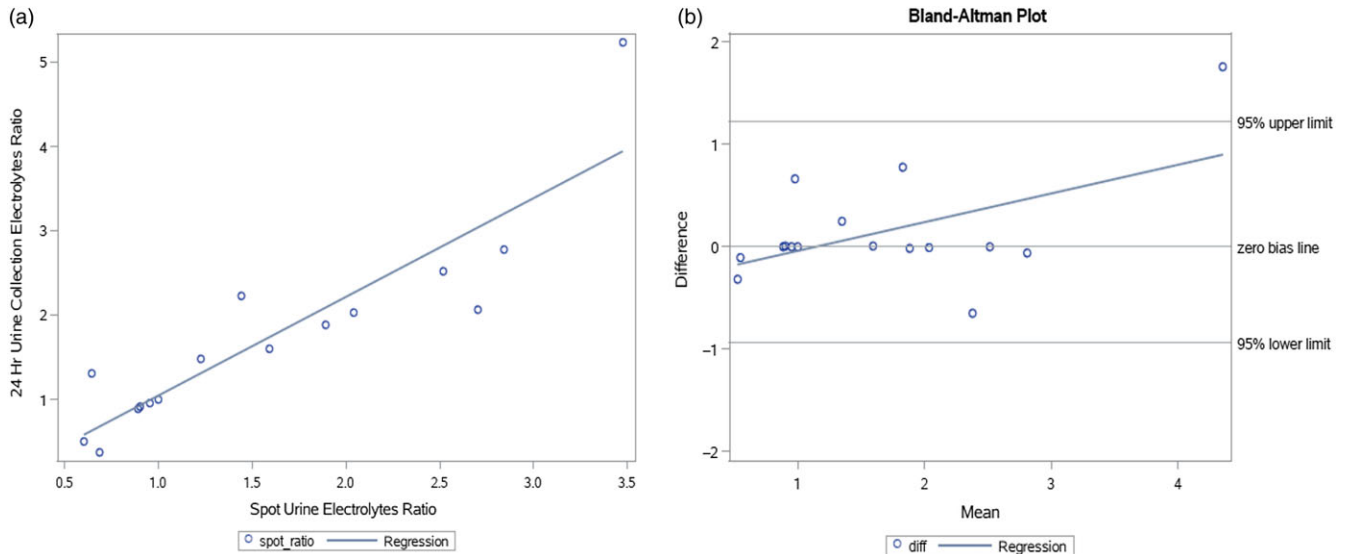 (a)
24 Hr Urine Collection Electrolytes Ratio
5
4
3
2
1
0.5 1.0 1.5 2.0 2.5 3.0 3.5
Spot Urine Electrolytes Ratio
spot_ratio Regression
(b)
Bland-Altman Plot
Difference
2
1
0
−1
−2
95% upper limit
zero bias line
95% lower limit
1 2 3 4
Mean
diff Regression